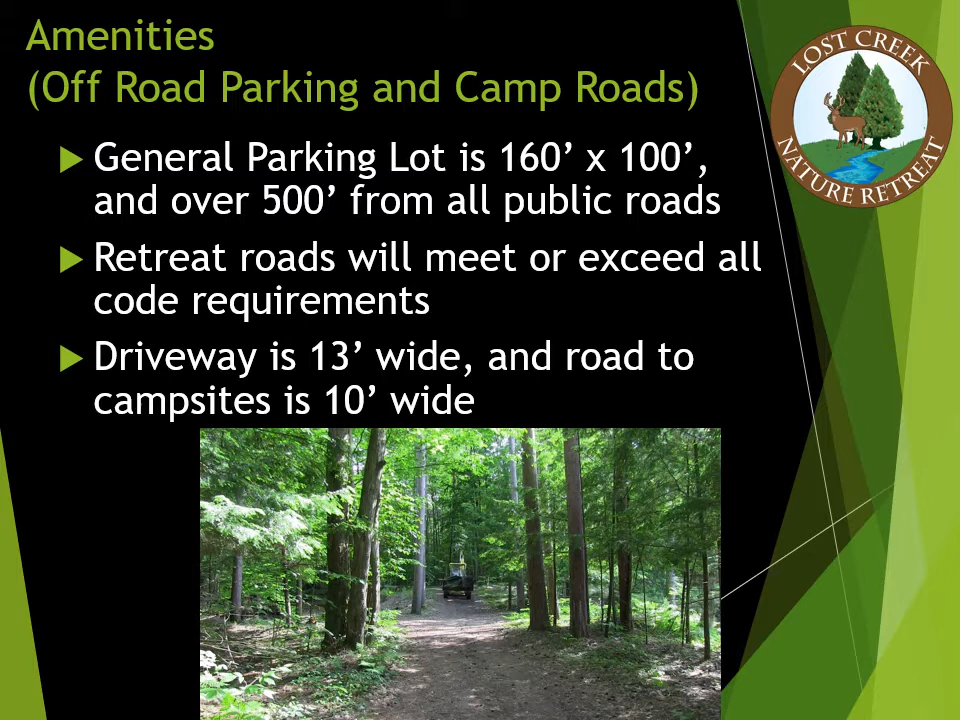 Amenities
(Off Road Parking and Camp Roads)
LOST CREEK
NATURE RETREAT
▶ General Parking Lot is 160’ x 100’,
and over 500’ from all public roads
▶ Retreat roads will meet or exceed all
code requirements
▶ Driveway is 13’ wide, and road to
campsites is 10’ wide